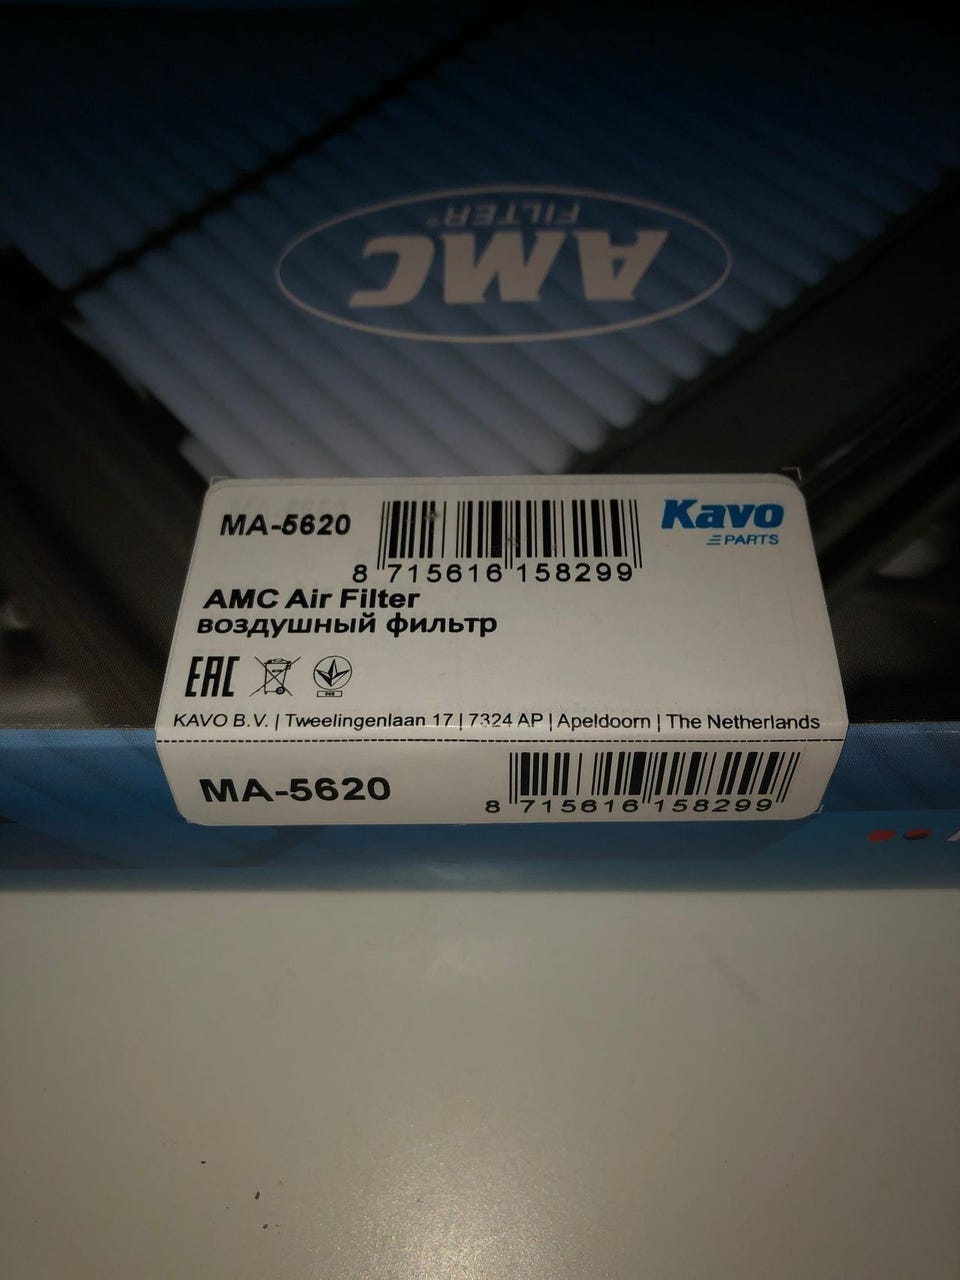 AMC
FILTER®
MA-5620
8 715616 158299
Kavo
PARTS
AMC Air Filter
воздушный фильтр
EAC
KAVO B.V. | Tweelingenlaan 17 | 7324 AP | Apeldoorn | The Netherlands
MA-5620
8 715616 158299